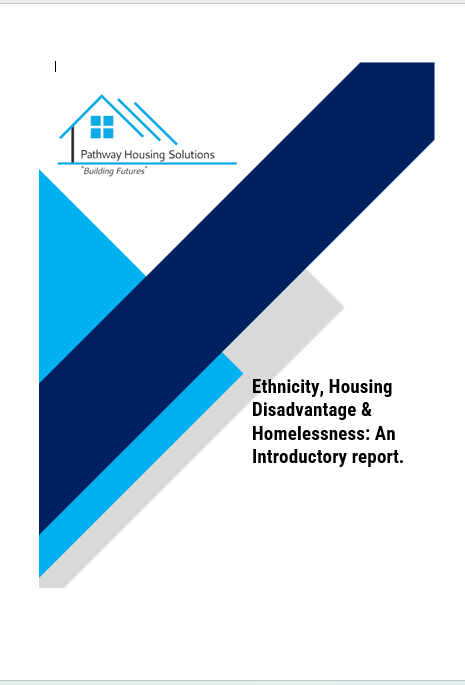 Pathway Housing Solutions
"Building Futures"
Ethnicity, Housing
Disadvantage &
Homelessness: An
Introductory report.